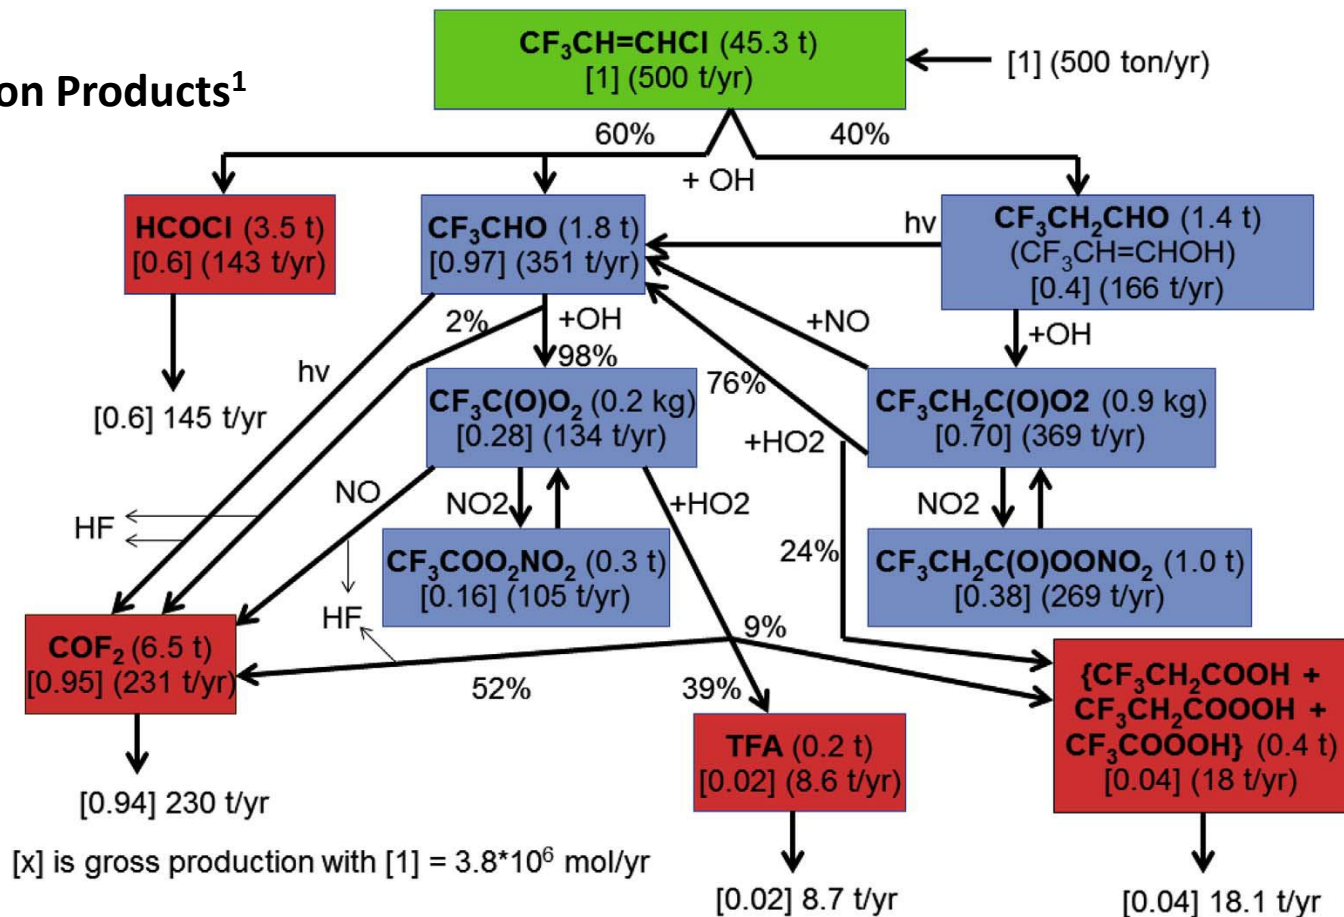 CF₃CH=CHCl (45.3 t)
[1] (500 t/yr)
[1] (500 ton/yr)
on Products¹
60%
40%
+ OH
HCOCl (3.5 t)
[0.6] (143 t/yr)
CF₃CHO (1.8 t)
[0.97] (351 t/yr)
hv
CF₃CH₂CHO (1.4 t)
(CF₃CH=CHOH)
[0.4] (166 t/yr)
2%
+OH
98%
+NO
+OH
hv
76%
[0.6] 145 t/yr
CF₃C(O)O₂ (0.2 kg)
[0.28] (134 t/yr)
CF₃CH₂C(O)O2 (0.9 kg)
[0.70] (369 t/yr)
+HO2
NO
NO2
+HO2
NO2
HF
24%
CF₃COO₂NO₂ (0.3 t)
[0.16] (105 t/yr)
CF₃CH₂C(O)OONO₂ (1.0 t)
[0.38] (269 t/yr)
HF
9%
COF₂ (6.5 t)
[0.95] (231 t/yr)
52%
39%
{CF₃CH₂COOH +
CF₃CH₂COOOH +
CF₃COOOH} (0.4 t)
[0.04] (18 t/yr)
TFA (0.2 t)
[0.02] (8.6 t/yr)
[0.94] 230 t/yr
[x] is gross production with [1] = 3.8*10⁶ mol/yr
[0.02] 8.7 t/yr
[0.04] 18.1 t/yr